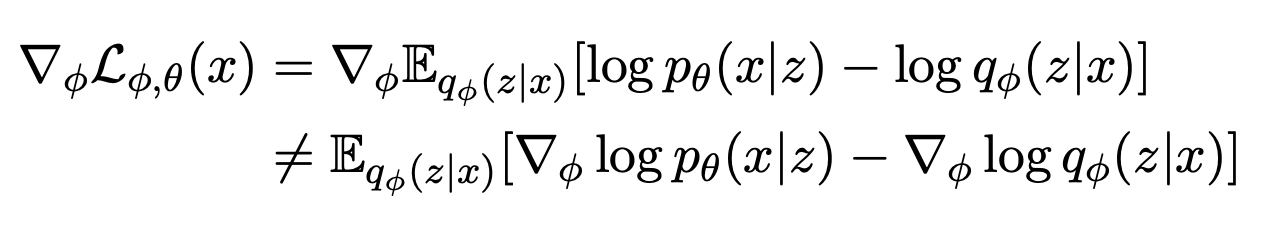 ∇_ϕ ℒ_{ϕ,θ}(x) = ∇_ϕ 𝔼_{q_ϕ(z|x)}[log p_θ(x|z) − log q_ϕ(z|x)]
≠ 𝔼_{q_ϕ(z|x)}[∇_ϕ log p_θ(x|z) − ∇_ϕ log q_ϕ(z|x)]